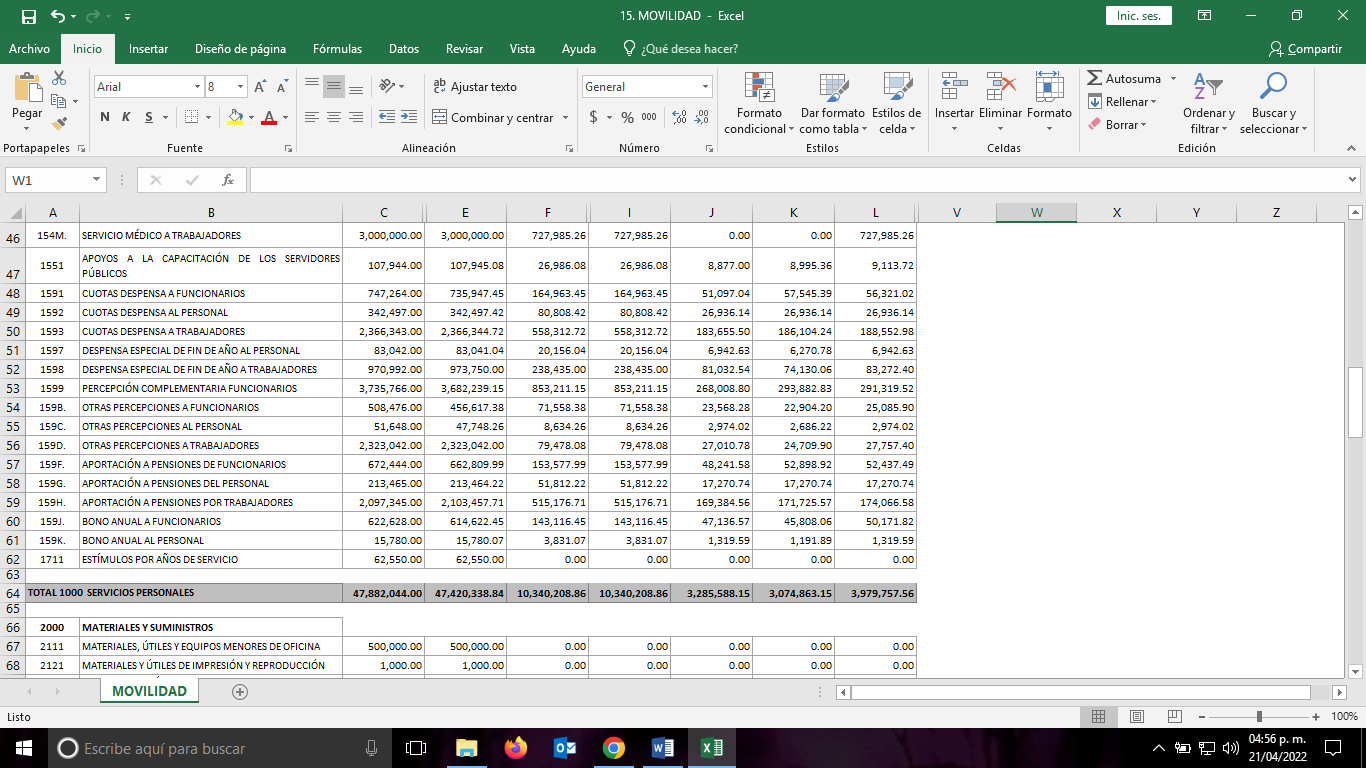 15. MOVILIDAD - Excel
Inic. ses.
Archivo Inicio Insertar Diseño de página Fórmulas Datos Revisar Vista Ayuda ¿Qué desea hacer? Compartir
Pegar
Portapapeles
Arial 8
N K S
Fuente
Ajustar texto
Combinar y centrar
Alineación
General
$ % 000
Número
Formato condicional
Dar formato como tabla
Estilos de celda
Estilos
Insertar Eliminar Formato
Celdas
Autosuma
Rellenar
Borrar
Ordenar y filtrar
Buscar y seleccionar
Edición
W1 fx
A B C E F I J K L V W X Y Z
46 154M. SERVICIO MÉDICO A TRABAJADORES 3,000,000.00 3,000,000.00 727,985.26 727,985.26 0.00 0.00 727,985.26
47 1551 APOYOS A LA CAPACITACIÓN DE LOS SERVIDORES PÚBLICOS 107,944.00 107,945.08 26,986.08 26,986.08 8,877.00 8,995.36 9,113.72
48 1591 CUOTAS DESPENSA A FUNCIONARIOS 747,264.00 735,947.45 164,963.45 164,963.45 51,097.04 57,545.39 56,321.02
49 1592 CUOTAS DESPENSA AL PERSONAL 342,497.00 342,497.42 80,808.42 80,808.42 26,936.14 26,936.14 26,936.14
50 1593 CUOTAS DESPENSA A TRABAJADORES 2,366,343.00 2,366,344.72 558,312.72 558,312.72 183,655.50 186,104.24 188,552.98
51 1597 DESPENSA ESPECIAL DE FIN DE AÑO AL PERSONAL 83,042.00 83,041.04 20,156.04 20,156.04 6,942.63 6,270.78 6,942.63
52 1598 DESPENSA ESPECIAL DE FIN DE AÑO A TRABAJADORES 970,992.00 973,750.00 238,435.00 238,435.00 81,032.54 74,130.06 83,272.40
53 1599 PERCEPCIÓN COMPLEMENTARIA FUNCIONARIOS 3,735,766.00 3,682,239.15 853,211.15 853,211.15 268,008.80 293,882.83 291,319.52
54 159B. OTRAS PERCEPCIONES A FUNCIONARIOS 508,476.00 456,617.38 71,558.38 71,558.38 23,568.28 22,904.20 25,085.90
55 159C. OTRAS PERCEPCIONES AL PERSONAL 51,648.00 47,748.26 8,634.26 8,634.26 2,974.02 2,686.22 2,974.02
56 159D. OTRAS PERCEPCIONES A TRABAJADORES 2,323,042.00 2,323,042.00 79,478.08 79,478.08 27,010.78 24,709.90 27,757.40
57 159F. APORTACIÓN A PENSIONES DE FUNCIONARIOS 672,444.00 662,809.99 153,577.99 153,577.99 48,241.58 52,898.92 52,437.49
58 159G. APORTACIÓN A PENSIONES DEL PERSONAL 213,465.00 213,464.22 51,812.22 51,812.22 17,270.74 17,270.74 17,270.74
59 159H. APORTACIÓN A PENSIONES POR TRABAJADORES 2,097,345.00 2,103,457.71 515,176.71 515,176.71 169,384.56 171,725.57 174,066.58
60 159J. BONO ANUAL A FUNCIONARIOS 622,628.00 614,622.45 143,116.45 143,116.45 47,136.57 45,808.06 50,171.82
61 159K. BONO ANUAL AL PERSONAL 15,780.00 15,780.07 3,831.07 3,831.07 1,319.59 1,191.89 1,319.59
62 1711 ESTÍMULOS POR AÑOS DE SERVICIO 62,550.00 62,550.00 0.00 0.00 0.00 0.00 0.00
63
64 TOTAL 1000 SERVICIOS PERSONALES 47,882,044.00 47,420,338.84 10,340,208.86 10,340,208.86 3,285,588.15 3,074,863.15 3,979,757.56
65
66 2000 MATERIALES Y SUMINISTROS
67 2111 MATERIALES, ÚTILES Y EQUIPOS MENORES DE OFICINA 500,000.00 500,000.00 0.00 0.00 0.00 0.00 0.00
68 2121 MATERIALES Y ÚTILES DE IMPRESIÓN Y REPRODUCCIÓN 1,000.00 1,000.00 0.00 0.00 0.00 0.00 0.00
MOVILIDAD
Listo
100%
Escribe aquí para buscar
04:56 p. m.
21/04/2022